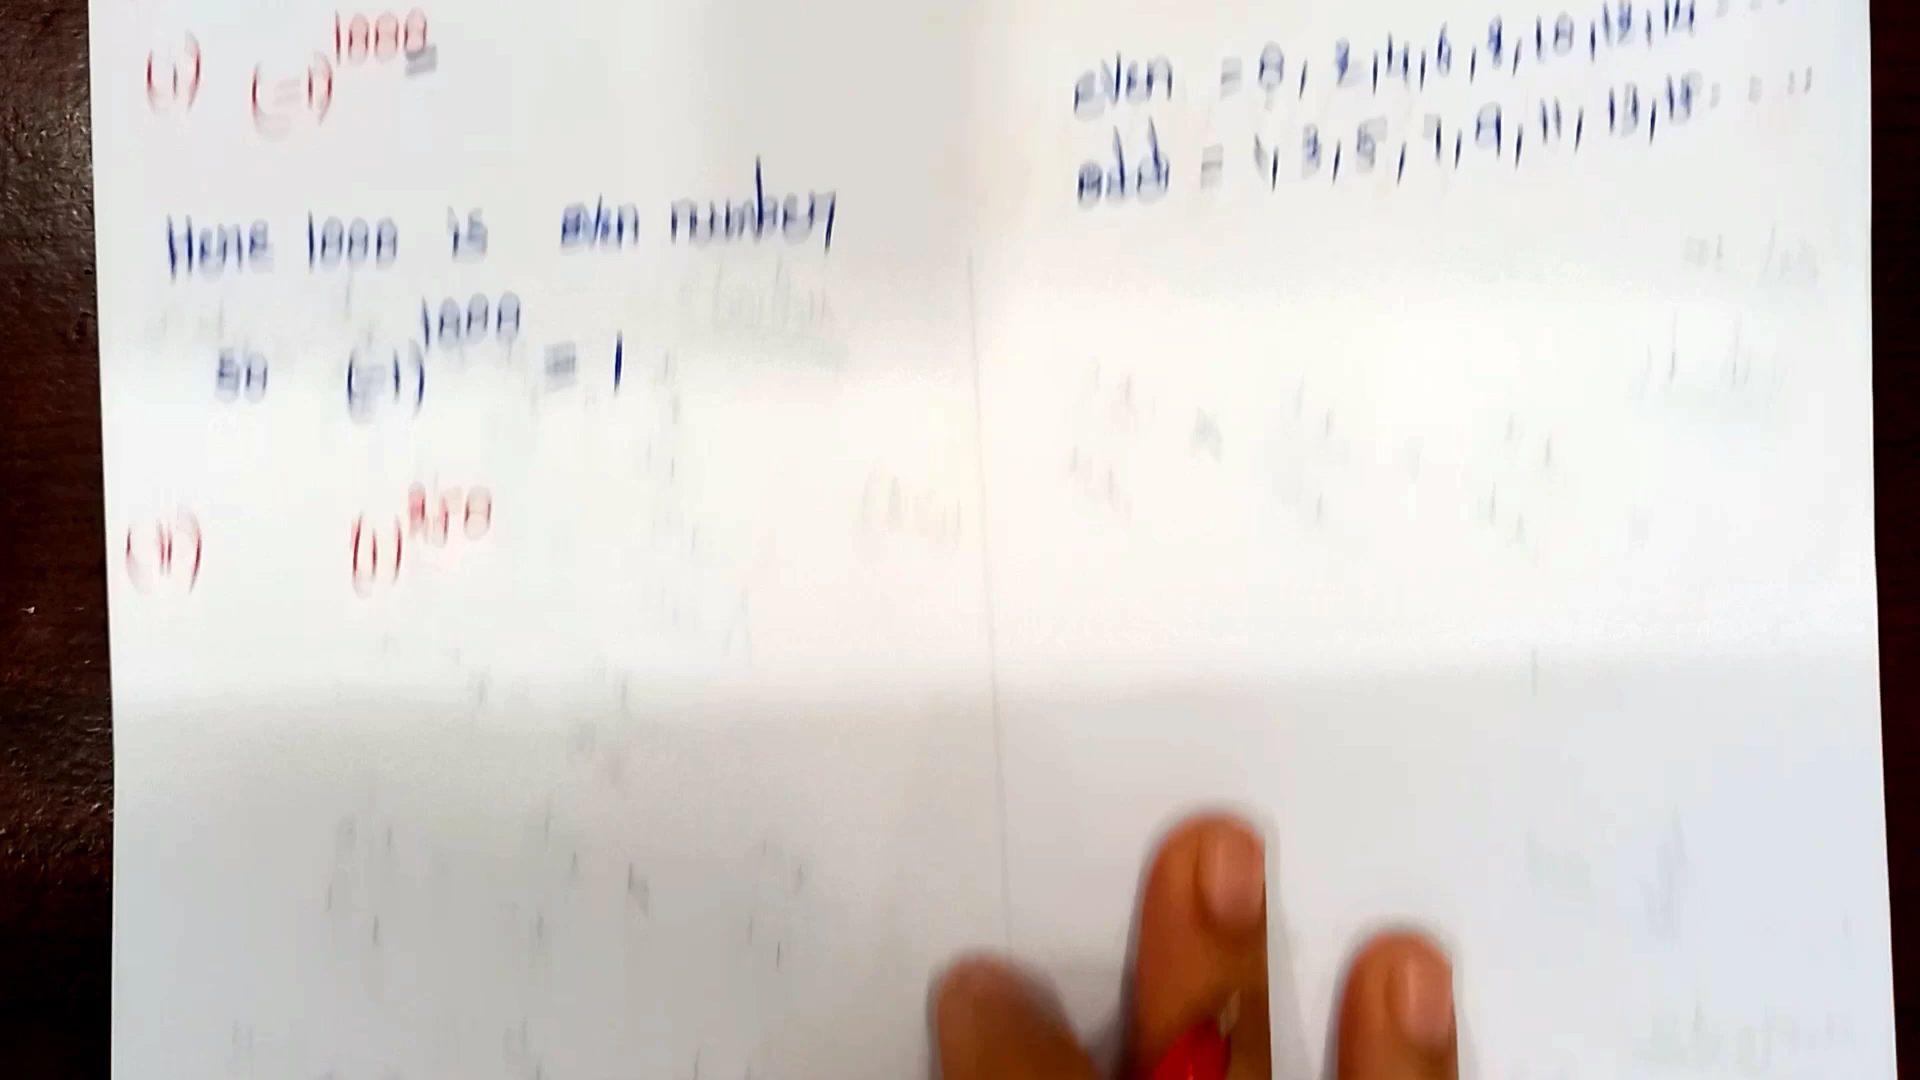 (i) (-1)^1000
even = 0, 2, 4, 6, 8, 10, 12, 14 ....
odd = 1, 3, 5, 7, 9, 11, 13, 15 ....
Here 1000 is even number
so (-1)^1000 = 1
(ii) (1)^250